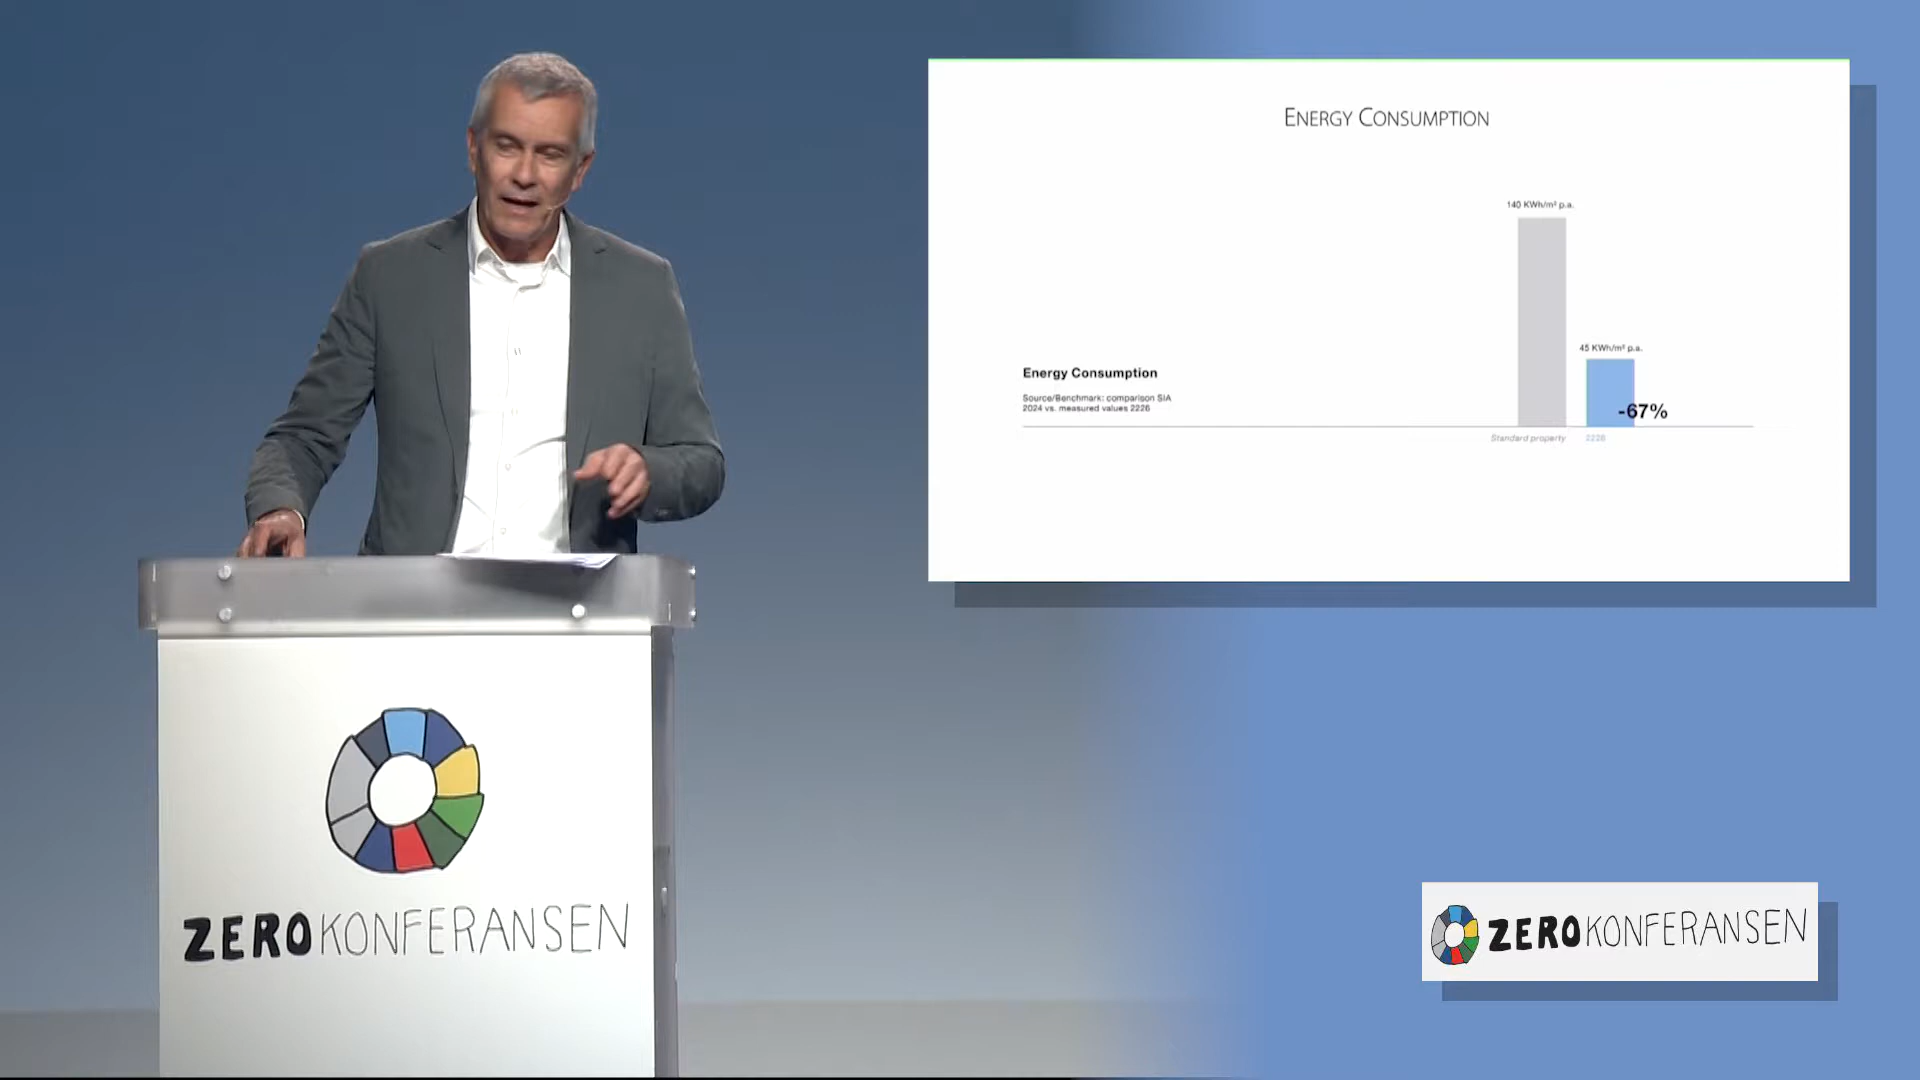 ENERGY CONSUMPTION
140 KWh/m² p.a.
45 KWh/m² p.a.
Energy Consumption
Source/Benchmark: comparison SIA
2024 vs. measured values 2226
-67%
Standard property
2226
ZEROKONFERANSEN
ZEROKONFERANSEN